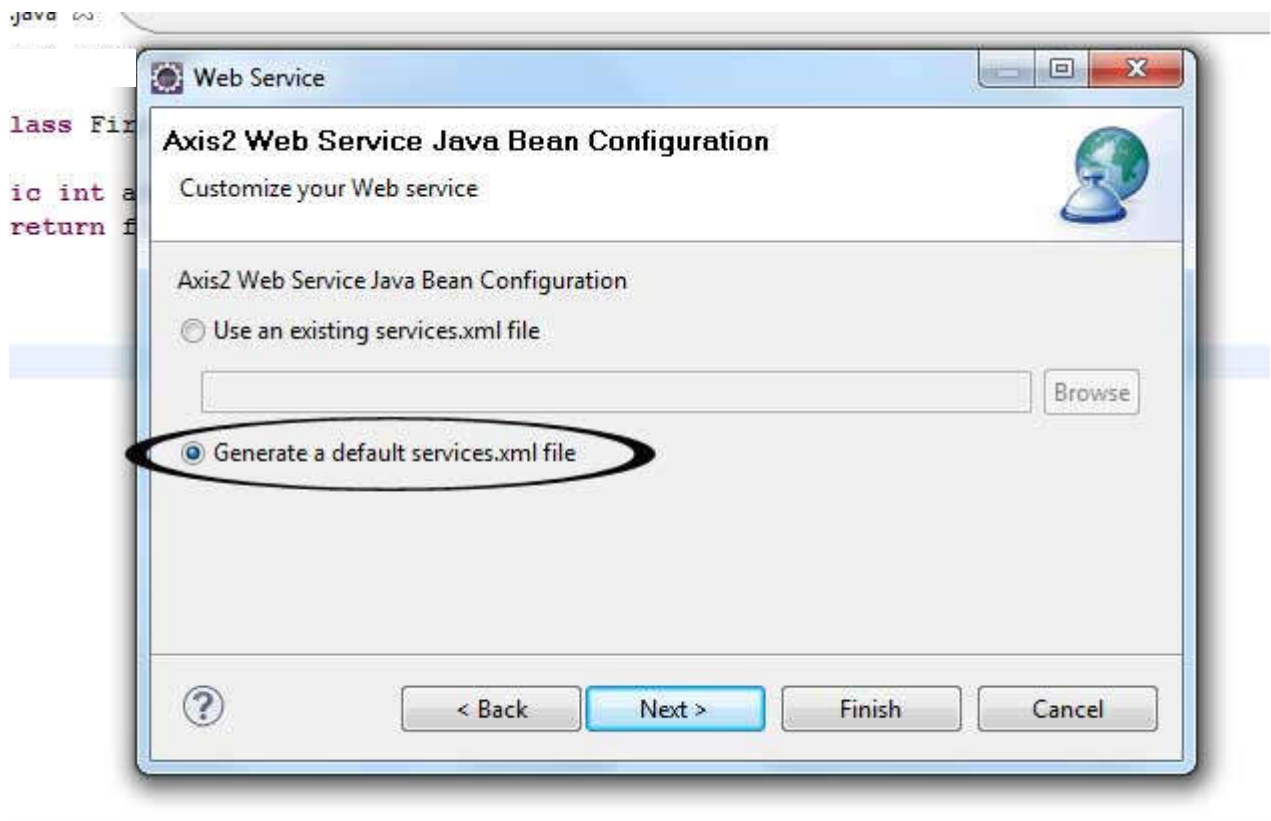 .java
Web Service
lass Fir
Axis2 Web Service Java Bean Configuration
ic int a
Customize your Web service
return f
Axis2 Web Service Java Bean Configuration
Use an existing services.xml file
Browse
Generate a default services.xml file
?
< Back
Next >
Finish
Cancel